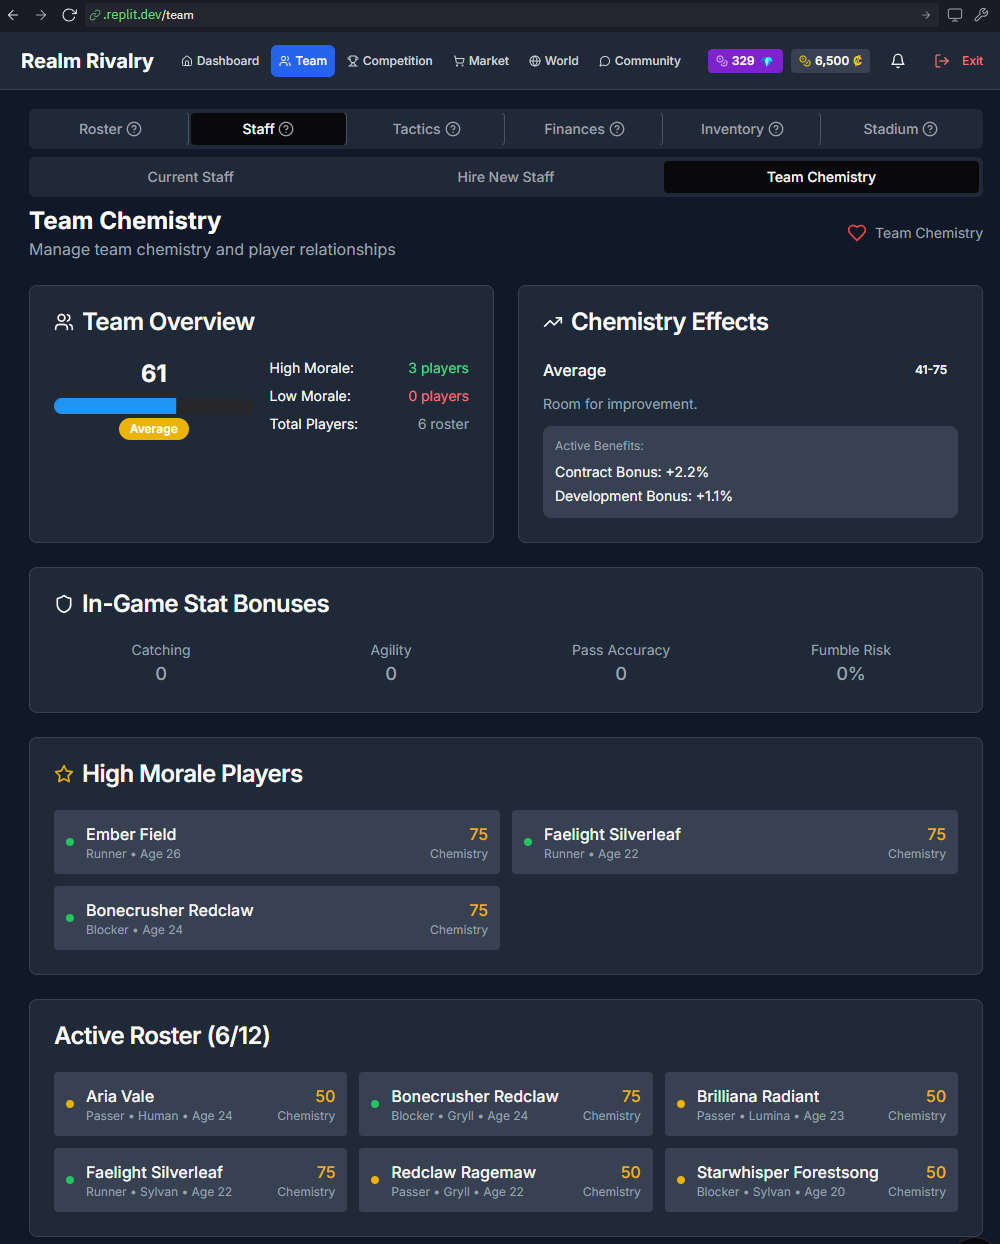 .replit.dev/team
Realm Rivalry
Dashboard
Team
Competition
Market
World
Community
329
6,500 ₡
Exit
Roster
Staff
Tactics
Finances
Inventory
Stadium
Current Staff
Hire New Staff
Team Chemistry
Team Chemistry
Manage team chemistry and player relationships
Team Chemistry
Team Overview
61
Average
High Morale: 3 players
Low Morale: 0 players
Total Players: 6 roster
Chemistry Effects
Average 41-75
Room for improvement.
Active Benefits:
Contract Bonus: +2.2%
Development Bonus: +1.1%
In-Game Stat Bonuses
Catching
0
Agility
0
Pass Accuracy
0
Fumble Risk
0%
High Morale Players
Ember Field 75
Runner • Age 26 Chemistry
Faelight Silverleaf 75
Runner • Age 22 Chemistry
Bonecrusher Redclaw 75
Blocker • Age 24 Chemistry
Active Roster (6/12)
Aria Vale 50
Passer • Human • Age 24 Chemistry
Bonecrusher Redclaw 75
Blocker • Gryll • Age 24 Chemistry
Brilliana Radiant 50
Passer • Lumina • Age 23 Chemistry
Faelight Silverleaf 75
Runner • Sylvan • Age 22 Chemistry
Redclaw Ragemaw 50
Passer • Gryll • Age 22 Chemistry
Starwhisper Forestsong 50
Blocker • Sylvan • Age 20 Chemistry